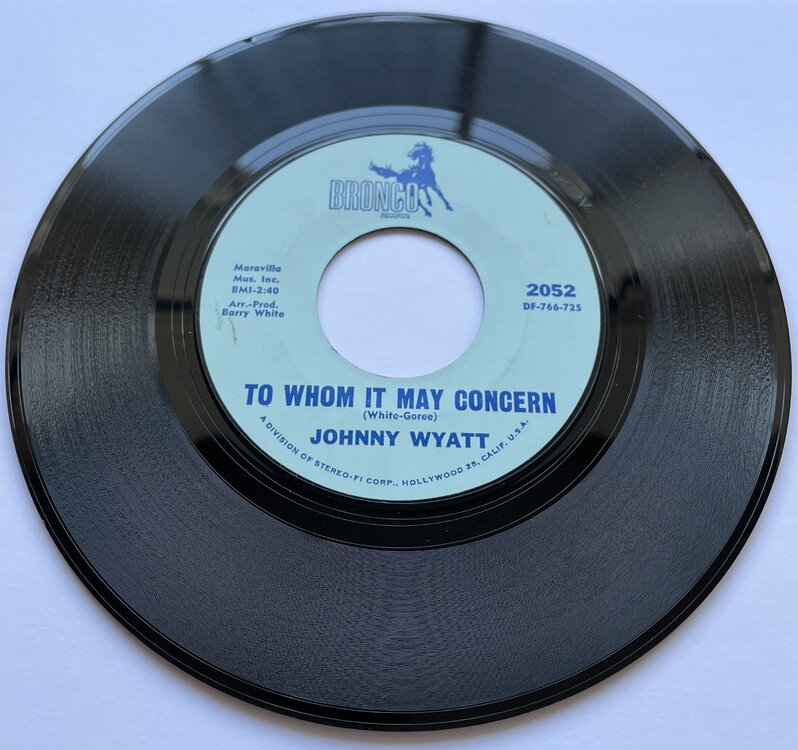 BRONCO
RECORDS
Maravilla
Mus. Inc.
BMI-2:40
Arr.-Prod.
Barry White
2052
DF-766-725
TO WHOM IT MAY CONCERN
(White-Goree)
JOHNNY WYATT
A DIVISION OF STEREO-FI CORP., HOLLYWOOD 28, CALIF. U.S.A.